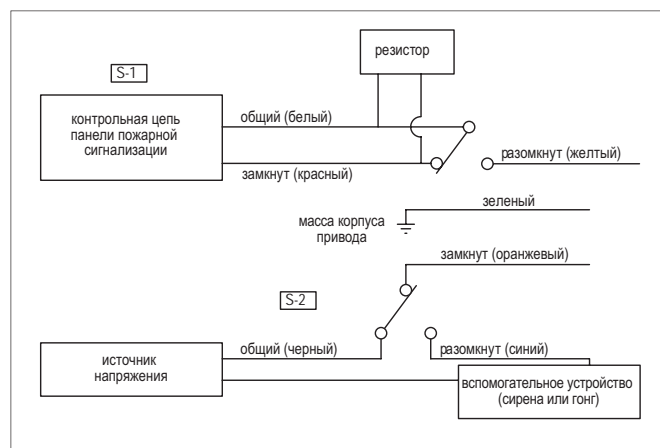 резистор
S-1
контрольная цепь
панели пожарной
сигнализации
общий (белый)
разомкнут (желтый)
замкнут (красный)
зеленый
масса корпуса
привода
замкнут (оранжевый)
S-2
общий (черный)
разомкнут (синий)
источник
напряжения
вспомогательное устройство
(сирена или гонг)